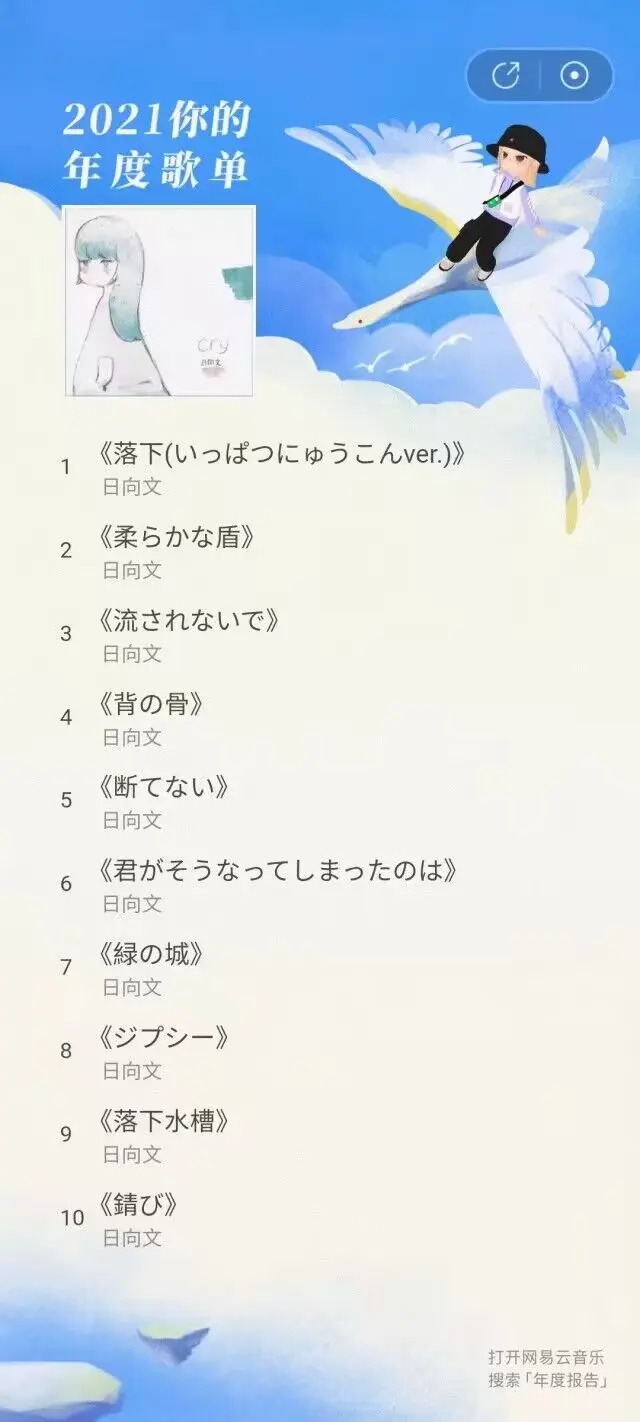 2021你的
年度歌单
cry
日向文
1
《落下(いっぱつにゅうこんver.)》
日向文
2
《柔らかな盾》
日向文
3
《流されないで》
日向文
4
《背の骨》
日向文
5
《断てない》
日向文
6
《君がそうなってしまったのは》
日向文
7
《緑の城》
日向文
8
《ジプシー》
日向文
9
《落下水槽》
日向文
10
《錆び》
日向文
打开网易云音乐
搜索「年度报告」